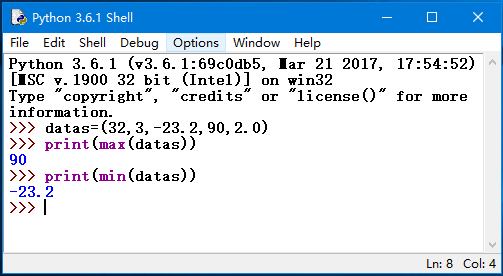 Python 3.6.1 Shell
File Edit Shell Debug Options Window Help
Python 3.6.1 (v3.6.1:69c0db5, Mar 21 2017, 17:54:52)
[MSC v.1900 32 bit (Intel)] on win32
Type "copyright", "credits" or "license()" for more
information.
>>> datas=(32,3,-23.2,90,2.0)
>>> print(max(datas))
90
>>> print(min(datas))
-23.2
>>>
Ln: 8 Col: 4